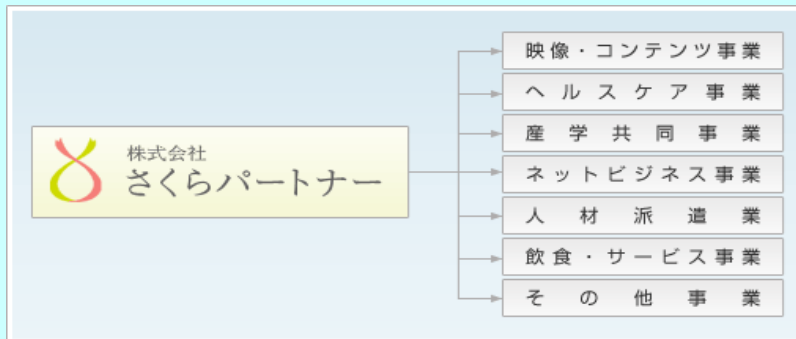 株式会社
さくらパートナー
映像・コンテンツ事業
ヘルスケア事業
産学共同事業
ネットビジネス事業
人材派遣業
飲食・サービス事業
その他事業